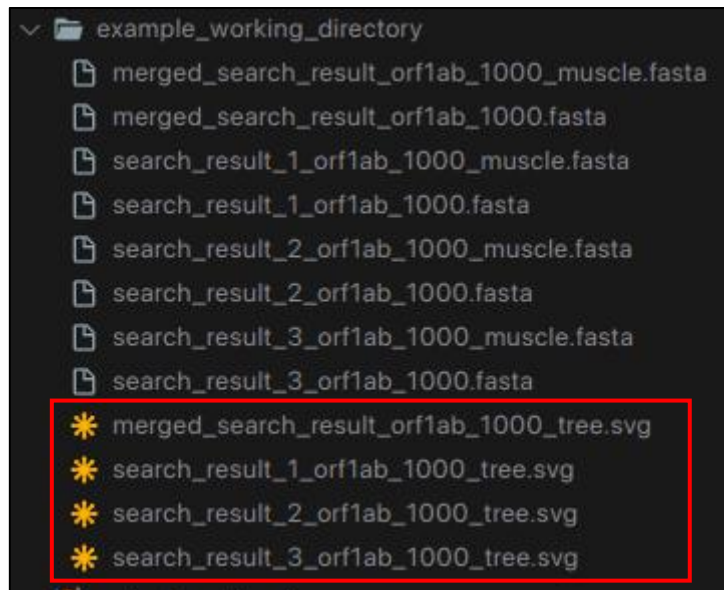 example_working_directory
merged_search_result_orf1ab_1000_muscle.fasta
merged_search_result_orf1ab_1000.fasta
search_result_1_orf1ab_1000_muscle.fasta
search_result_1_orf1ab_1000.fasta
search_result_2_orf1ab_1000_muscle.fasta
search_result_2_orf1ab_1000.fasta
search_result_3_orf1ab_1000_muscle.fasta
search_result_3_orf1ab_1000.fasta
merged_search_result_orf1ab_1000_tree.svg
search_result_1_orf1ab_1000_tree.svg
search_result_2_orf1ab_1000_tree.svg
search_result_3_orf1ab_1000_tree.svg